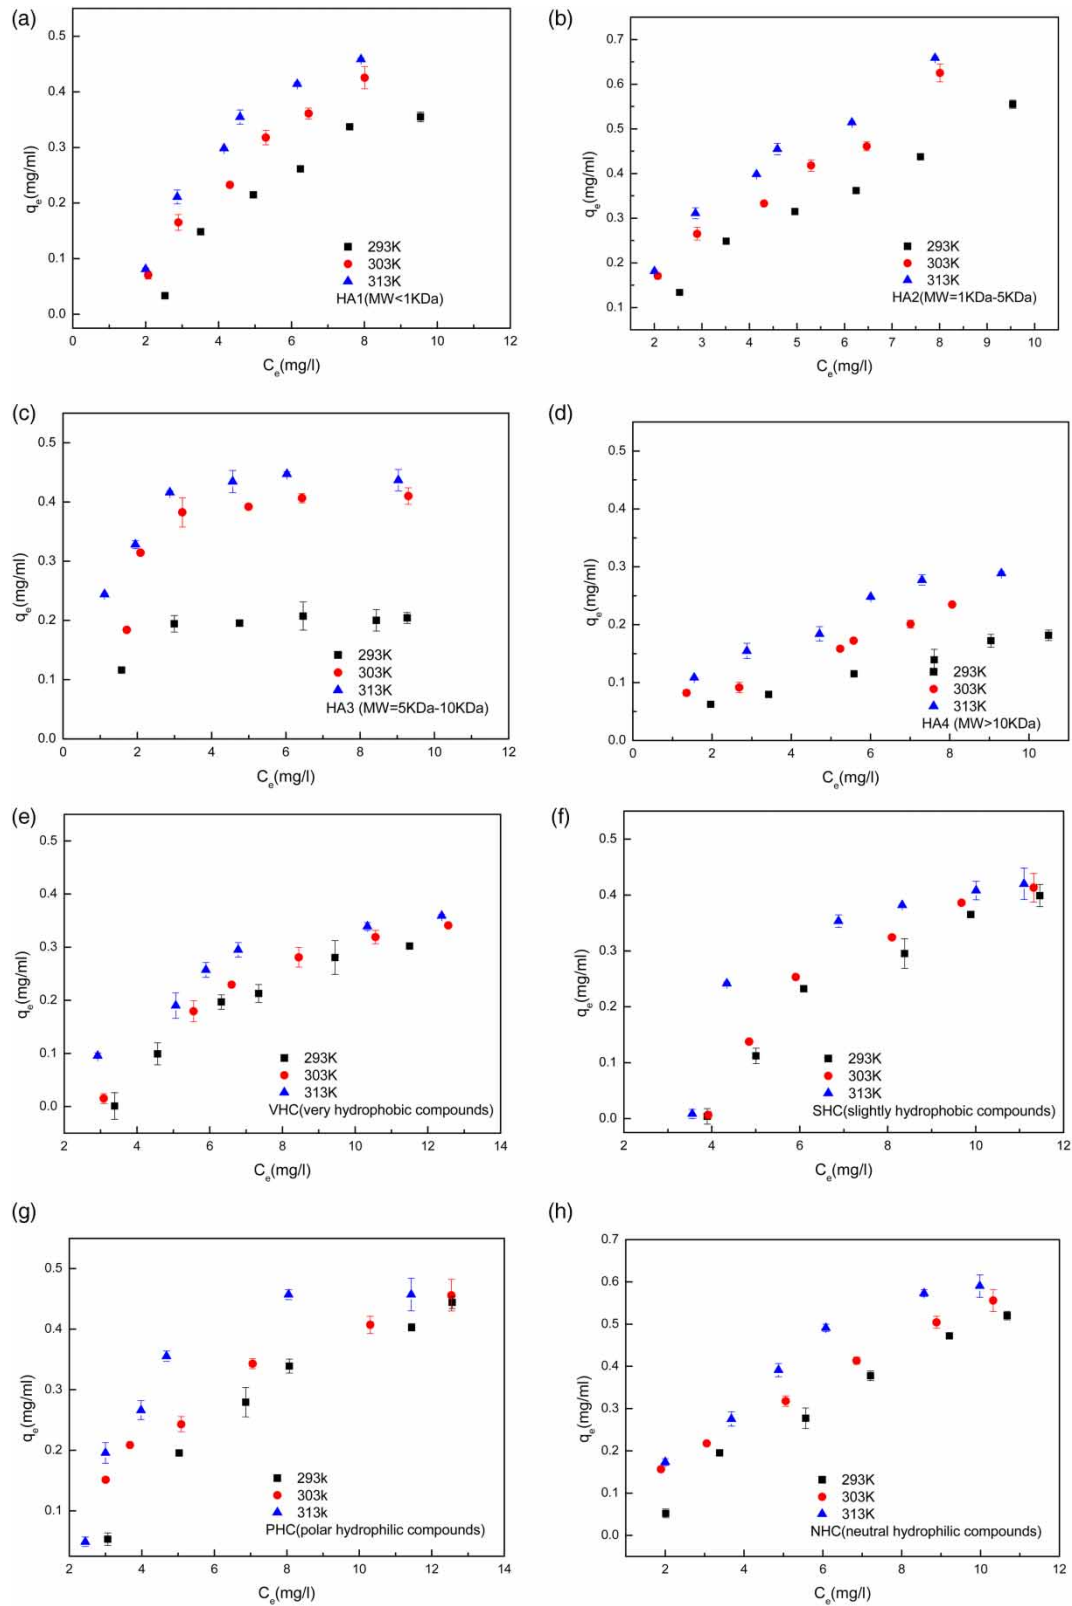 (a)
0.5
0.4
0.3
0.2
0.1
0.0
qe(mg/ml)
293K
303K
313K
HA1(MW<1KDa)
0 2 4 6 8 10 12
Ce(mg/l)
(b)
0.7
0.6
0.5
0.4
0.3
0.2
0.1
qe(mg/ml)
293K
303K
313K
HA2(MW=1KDa-5KDa)
2 3 4 5 6 7 8 9 10
Ce(mg/l)
(c)
0.5
0.4
0.3
0.2
0.1
0.0
qe(mg/ml)
293K
303K
313K
HA3 (MW=5KDa-10KDa)
0 2 4 6 8 10 12
Ce(mg/l)
(d)
0.5
0.4
0.3
0.2
0.1
0.0
qe(mg/ml)
293K
303K
313K
HA4 (MW>10KDa)
0 2 4 6 8 10
Ce(mg/l)
(e)
0.5
0.4
0.3
0.2
0.1
0.0
qe(mg/ml)
293K
303K
313K
VHC(very hydrophobic compounds)
2 4 6 8 10 12 14
Ce(mg/l)
(f)
0.5
0.4
0.3
0.2
0.1
0.0
qe(mg/ml)
293K
303K
313K
SHC(slightly hydrophobic compounds)
2 4 6 8 10 12
Ce(mg/l)
(g)
0.5
0.4
0.3
0.2
0.1
qe(mg/ml)
293k
303k
313k
PHC(polar hydrophilic compounds)
2 4 6 8 10 12 14
Ce(mg/l)
(h)
0.7
0.6
0.5
0.4
0.3
0.2
0.1
0.0
qe(mg/ml)
293K
303K
313K
NHC(neutral hydrophilic compounds)
2 4 6 8 10 12
Ce(mg/l)